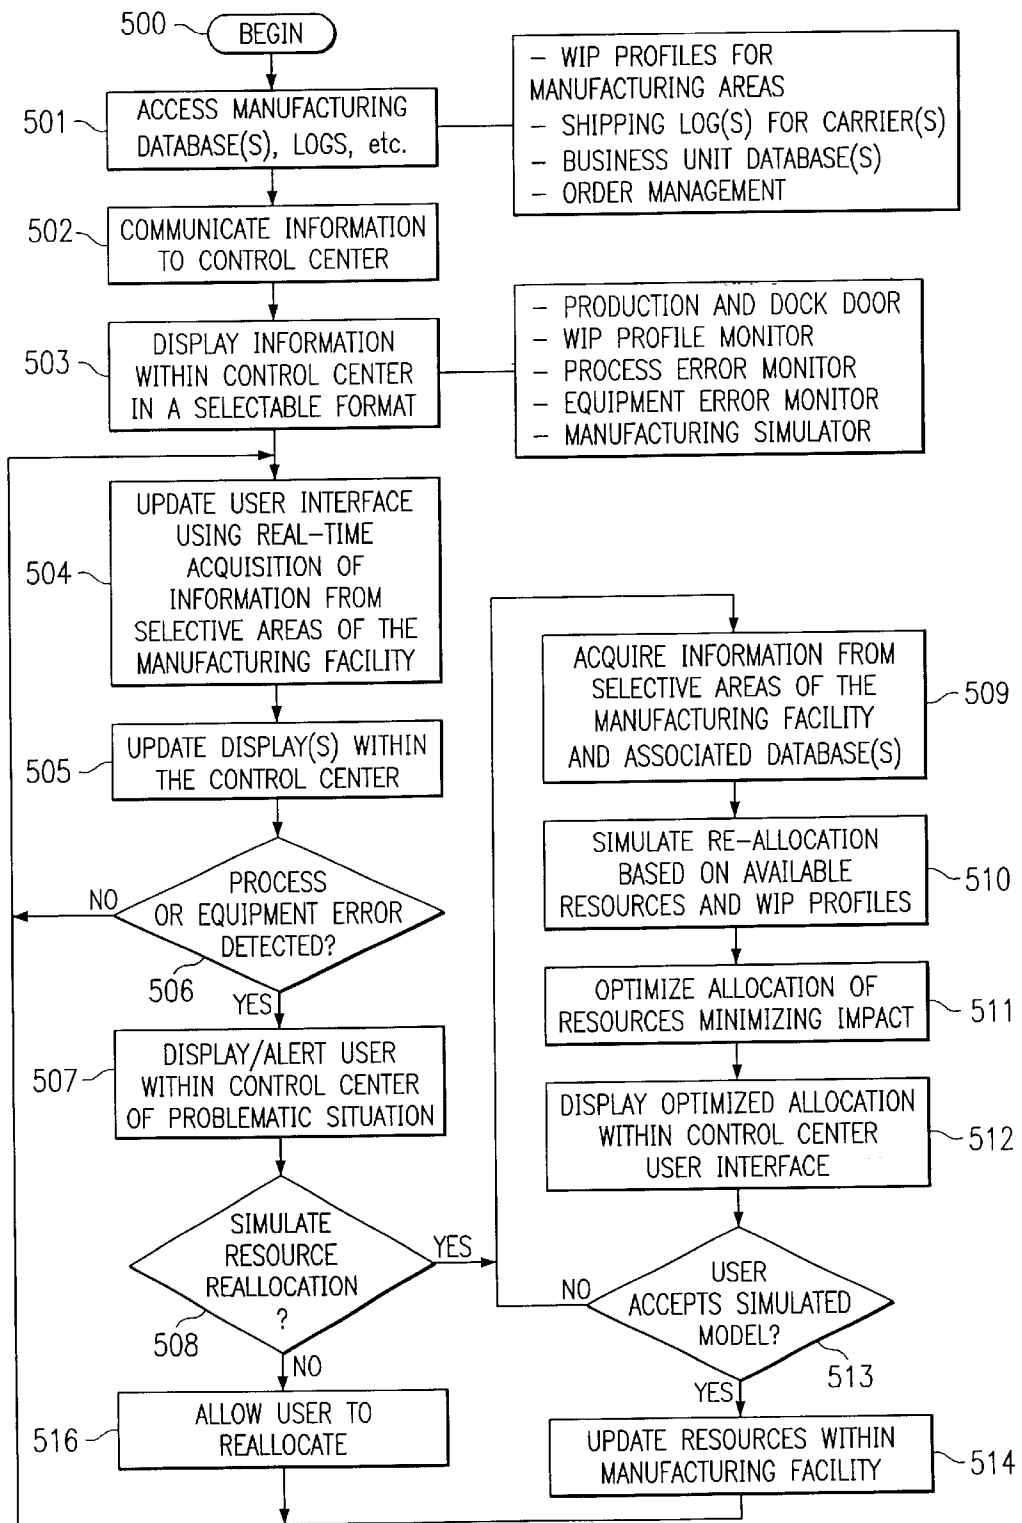 500
BEGIN
501
ACCESS MANUFACTURING
DATABASE(S), LOGS, etc.
– WIP PROFILES FOR
MANUFACTURING AREAS
– SHIPPING LOG(S) FOR CARRIER(S)
– BUSINESS UNIT DATABASE(S)
– ORDER MANAGEMENT
502
COMMUNICATE INFORMATION
TO CONTROL CENTER
503
DISPLAY INFORMATION
WITHIN CONTROL CENTER
IN A SELECTABLE FORMAT
– PRODUCTION AND DOCK DOOR
– WIP PROFILE MONITOR
– PROCESS ERROR MONITOR
– EQUIPMENT ERROR MONITOR
– MANUFACTURING SIMULATOR
504
UPDATE USER INTERFACE
USING REAL-TIME
ACQUISITION OF
INFORMATION FROM
SELECTIVE AREAS OF THE
MANUFACTURING FACILITY
505
UPDATE DISPLAY(S) WITHIN
THE CONTROL CENTER
NO
PROCESS
OR EQUIPMENT ERROR
DETECTED?
506
YES
507
DISPLAY/ALERT USER
WITHIN CONTROL CENTER
OF PROBLEMATIC SITUATION
SIMULATE
RESOURCE
REALLOCATION
?
YES
508
NO
516
ALLOW USER TO
REALLOCATE
ACQUIRE INFORMATION FROM
SELECTIVE AREAS OF THE
MANUFACTURING FACILITY
AND ASSOCIATED DATABASE(S)
509
SIMULATE RE-ALLOCATION
BASED ON AVAILABLE
RESOURCES AND WIP PROFILES
510
OPTIMIZE ALLOCATION OF
RESOURCES MINIMIZING IMPACT
511
DISPLAY OPTIMIZED ALLOCATION
WITHIN CONTROL CENTER
USER INTERFACE
512
NO
USER
ACCEPTS SIMULATED
MODEL?
513
YES
UPDATE RESOURCES WITHIN
MANUFACTURING FACILITY
514